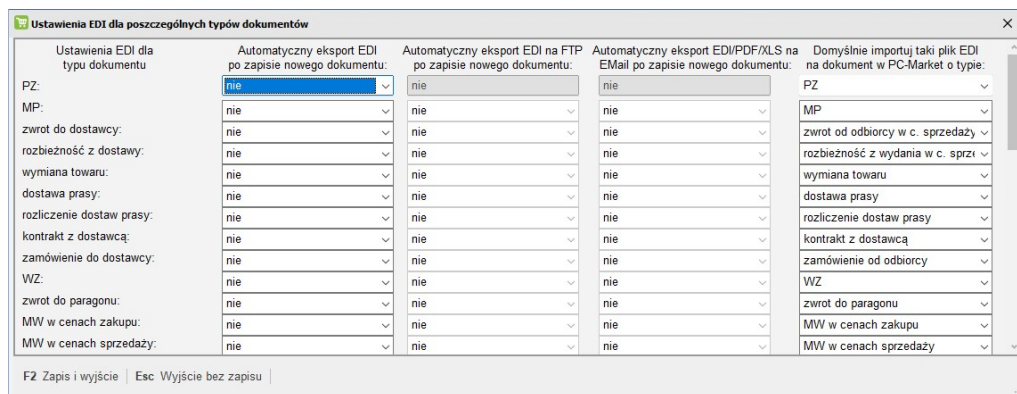 Ustawienia EDI dla poszczególnych typów dokumentów
Ustawienia EDI dla typu dokumentu
Automatyczny eksport EDI po zapisie nowego dokumentu:
Automatyczny eksport EDI na FTP po zapisie nowego dokumentu:
Automatyczny eksport EDI/PDF/XLS na EMail po zapisie nowego dokumentu:
Domyślnie importuj taki plik EDI na dokument w PC-Market o typie:
PZ: nie nie nie PZ
MP: nie nie nie MP
zwrot do dostawcy: nie nie nie zwrot od odbiorcy w c. sprzedaży
rozbieżność z dostawy: nie nie nie rozbieżność z wydania w c. sprze
wymiana towaru: nie nie nie wymiana towaru
dostawa prasy: nie nie nie dostawa prasy
rozliczenie dostaw prasy: nie nie nie rozliczenie dostaw prasy
kontrakt z dostawcą: nie nie nie kontrakt z dostawcą
zamówienie do dostawcy: nie nie nie zamówienie od odbiorcy
WZ: nie nie nie WZ
zwrot do paragonu: nie nie nie zwrot do paragonu
MW w cenach zakupu: nie nie nie MW w cenach zakupu
MW w cenach sprzedaży: nie nie nie MW w cenach sprzedaży
F2 Zapis i wyjście Esc Wyjście bez zapisu